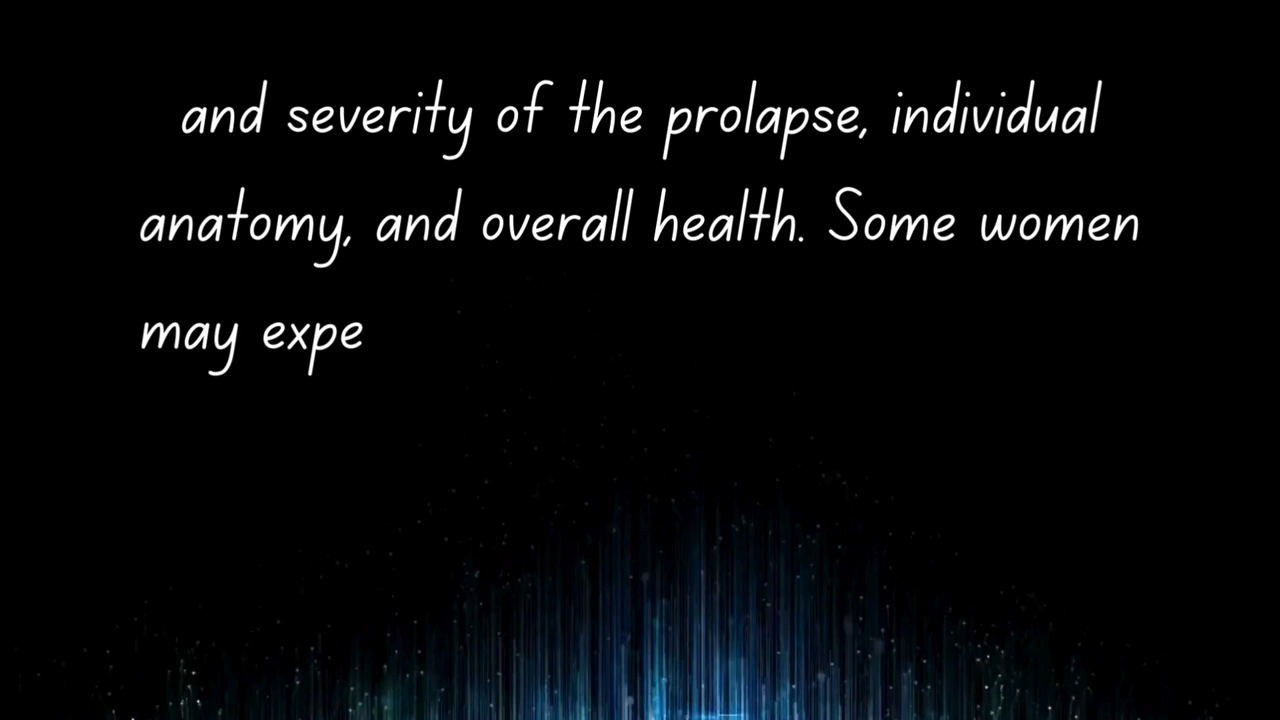 and severity of the prolapse, individual
anatomy, and overall health. Some women
may expe